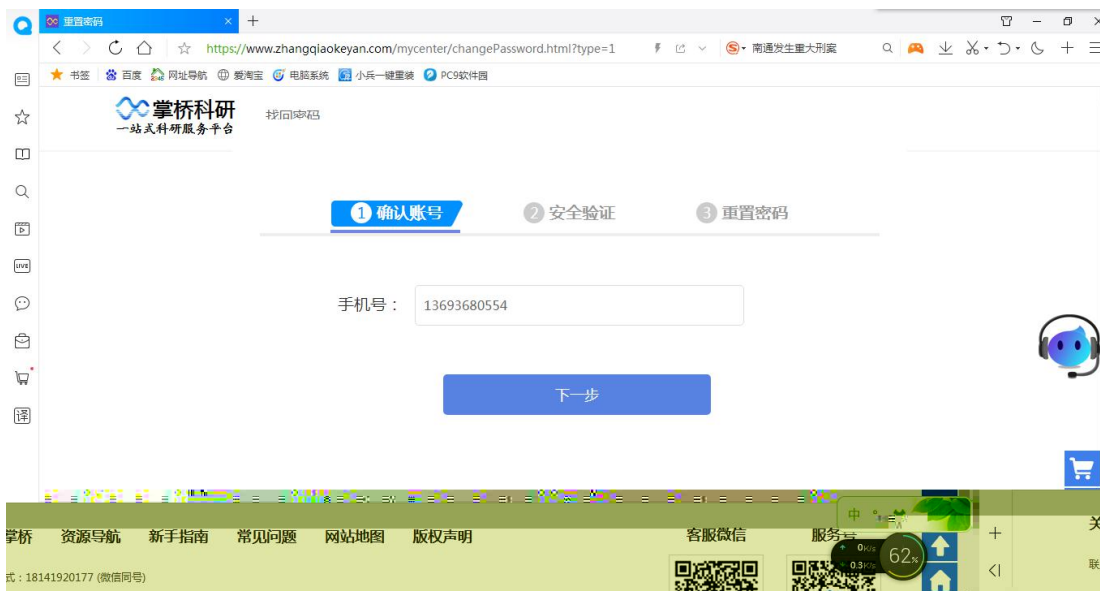 重置密码
https://www.zhangqiaokeyan.com/mycenter/changePassword.html?type=1
南通发生重大刑案
书签 百度 网址导航 爱淘宝 电脑系统 小兵一键重装 PC9软件园
掌桥科研
一站式科研服务平台
找回密码
1 确认账号 2 安全验证 3 重置密码
LIVE
手机号： 13693680554
下一步
译
中
掌桥 资源导航 新手指南 常见问题 网站地图 版权声明 客服微信 服务号
0K/s
0.3K/s
62%
式：18141920177 (微信同号)
联